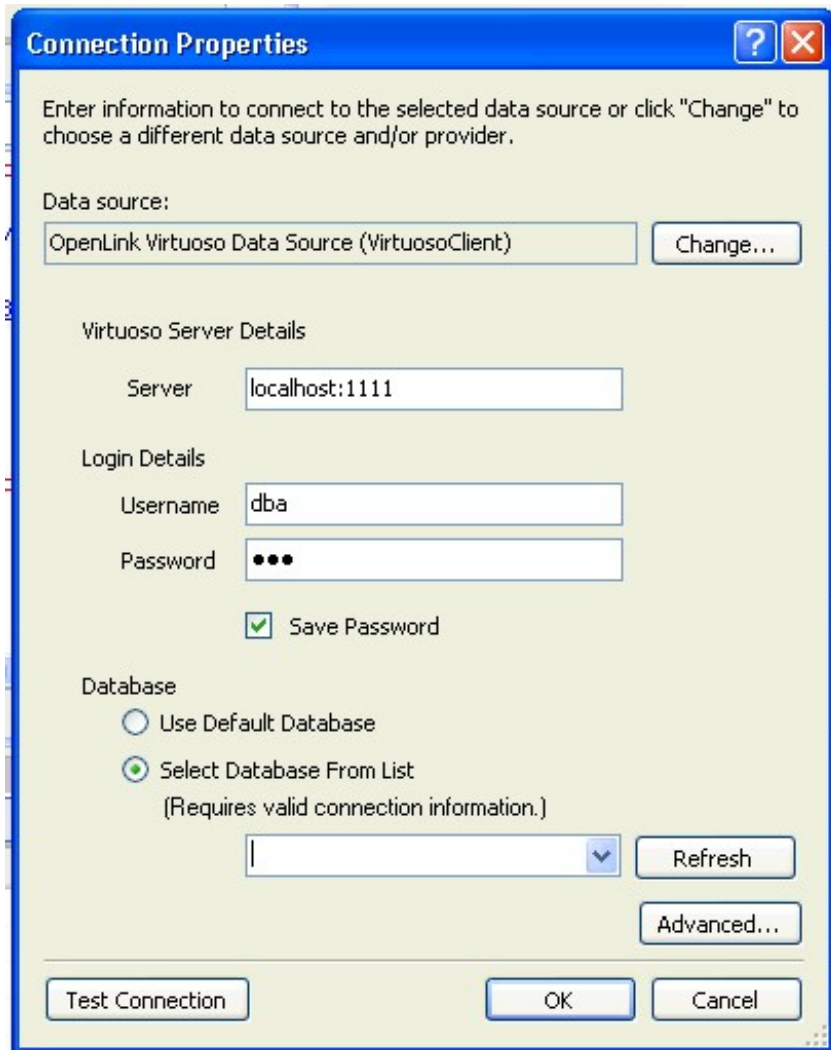 Connection Properties
Enter information to connect to the selected data source or click "Change" to
choose a different data source and/or provider.
Data source:
OpenLink Virtuoso Data Source (VirtuosoClient)
Change...
Virtuoso Server Details
Server localhost:1111
Login Details
Username dba
Password •••
Save Password
Database
Use Default Database
Select Database From List
(Requires valid connection information.)
Refresh
Advanced...
Test Connection OK Cancel